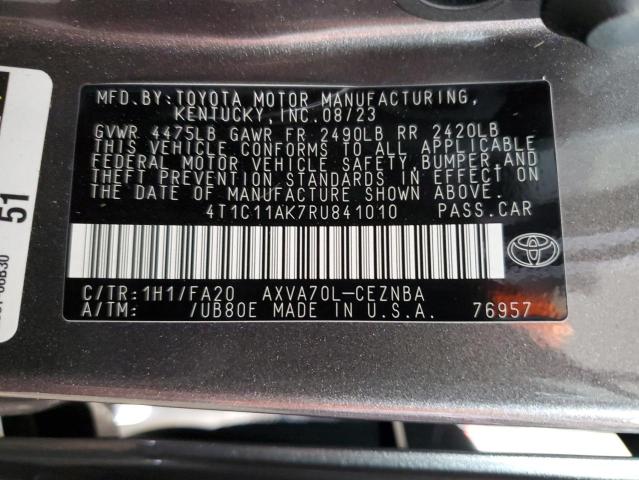 MFD.BY:TOYOTA MOTOR MANUFACTURING,
KENTUCKY,INC.08/23
GVWR 4475LB GAWR FR 2490LB RR 2420LB
THIS VEHICLE CONFORMS TO ALL APPLICABLE
FEDERAL MOTOR VEHICLE SAFETY,BUMPER AND
THEFT PREVENTION STANDARDS IN EFFECT ON
THE DATE OF MANUFACTURE SHOWN ABOVE.
4T1C11AK7RU841010 PASS.CAR
C/TR:1H1/FA20 AXVA70L-CEZNBA
A/TM: /UB80E MADE IN U.S.A. 76957
51